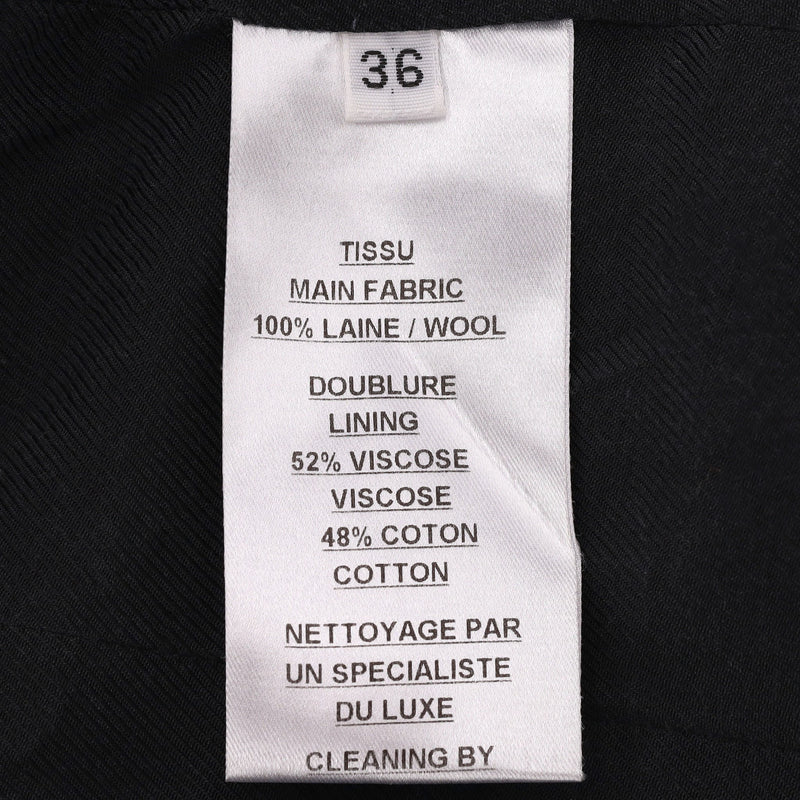 36
TISSU
MAIN FABRIC
100% LAINE / WOOL
DOUBLURE
LINING
52% VISCOSE
VISCOSE
48% COTON
COTTON
NETTOYAGE PAR
UN SPECIALISTE
DU LUXE
CLEANING BY